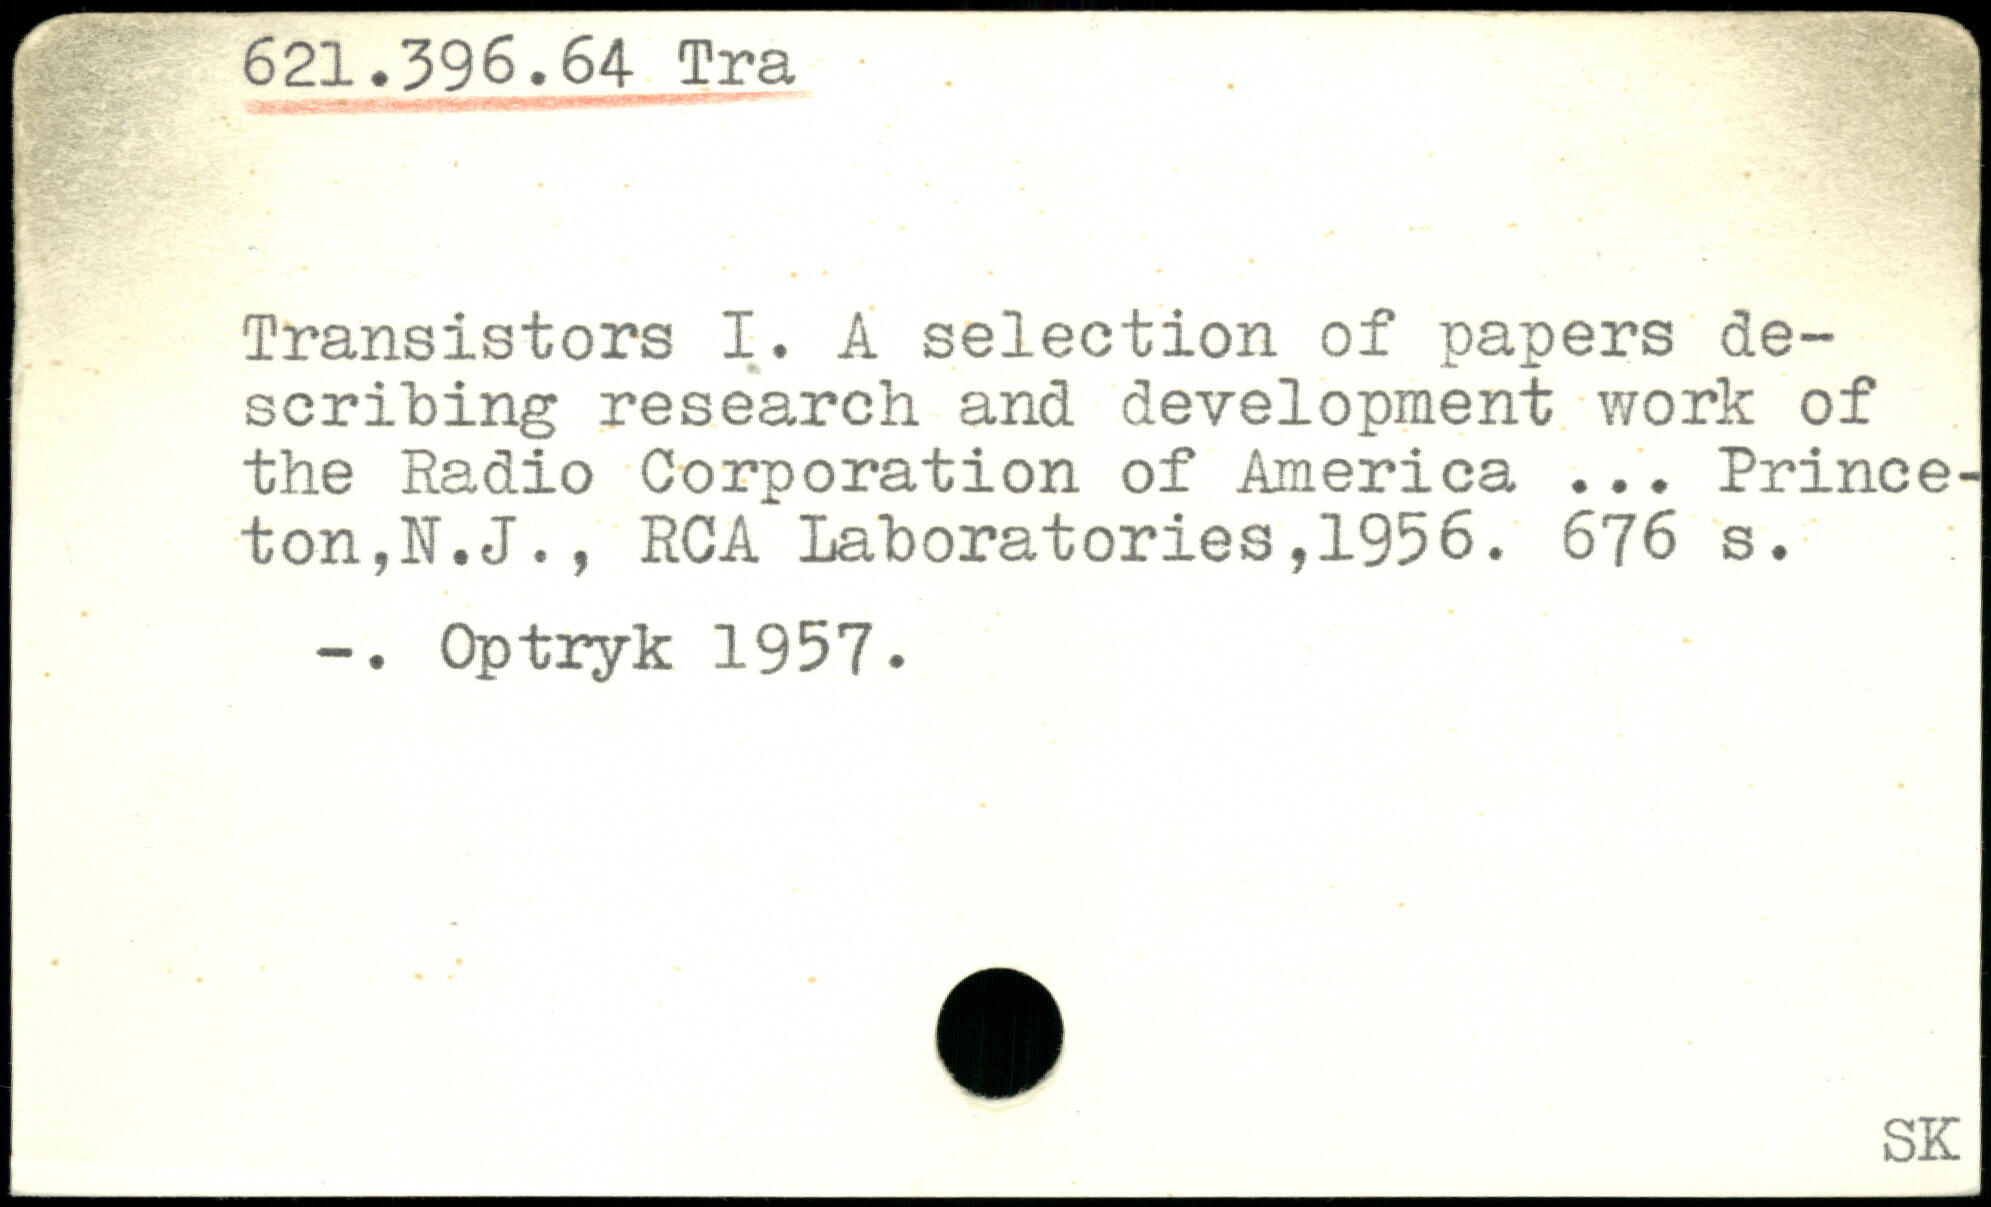 621.396.64 Tra
Transistors I. A selection of papers de-
scribing research and development work of
the Radio Corporation of America ... Prince-
ton,N.J., RCA Laboratories,1956. 676 s.
-. Optryk 1957.
SK